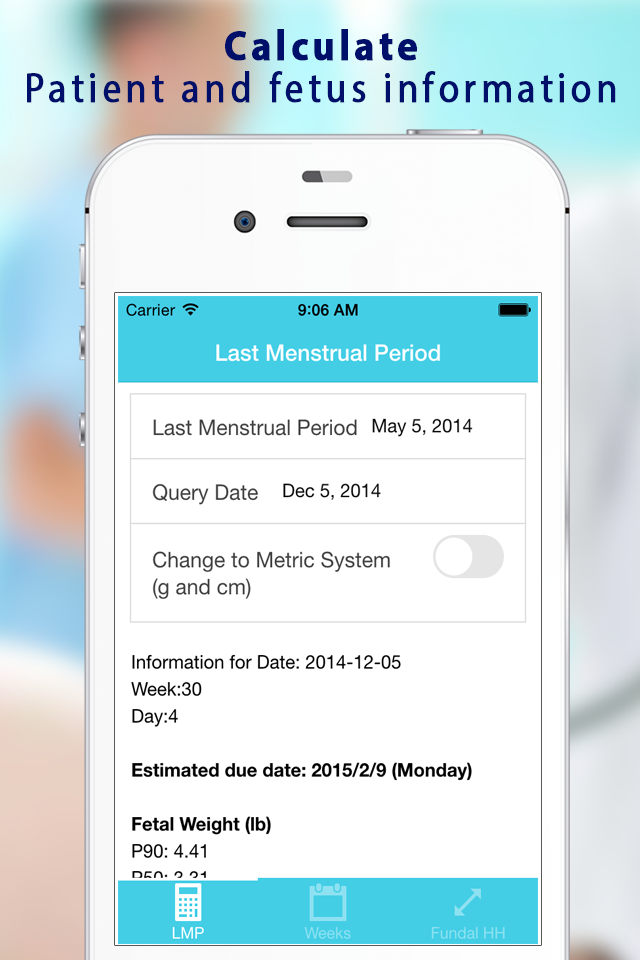 Calculate
Patient and fetus information
Carrier 9:06 AM
Last Menstrual Period
Last Menstrual Period May 5, 2014
Query Date Dec 5, 2014
Change to Metric System
(g and cm)
Information for Date: 2014-12-05
Week:30
Day:4
Estimated due date: 2015/2/9 (Monday)
Fetal Weight (lb)
P90: 4.41
LMP Weeks Fundal HH